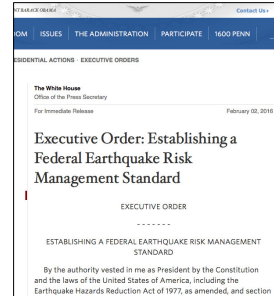 NT BARACK OBAMA
Contact Us
OM ISSUES THE ADMINISTRATION PARTICIPATE 1600 PENN
ESIDENTIAL ACTIONS · EXECUTIVE ORDERS
The White House
Office of the Press Secretary
For Immediate Release February 02, 2016
Executive Order: Establishing a
Federal Earthquake Risk
Management Standard
EXECUTIVE ORDER
- - - - - - -
ESTABLISHING A FEDERAL EARTHQUAKE RISK MANAGEMENT
STANDARD
By the authority vested in me as President by the Constitution
and the laws of the United States of America, including the
Earthquake Hazards Reduction Act of 1977, as amended, and section